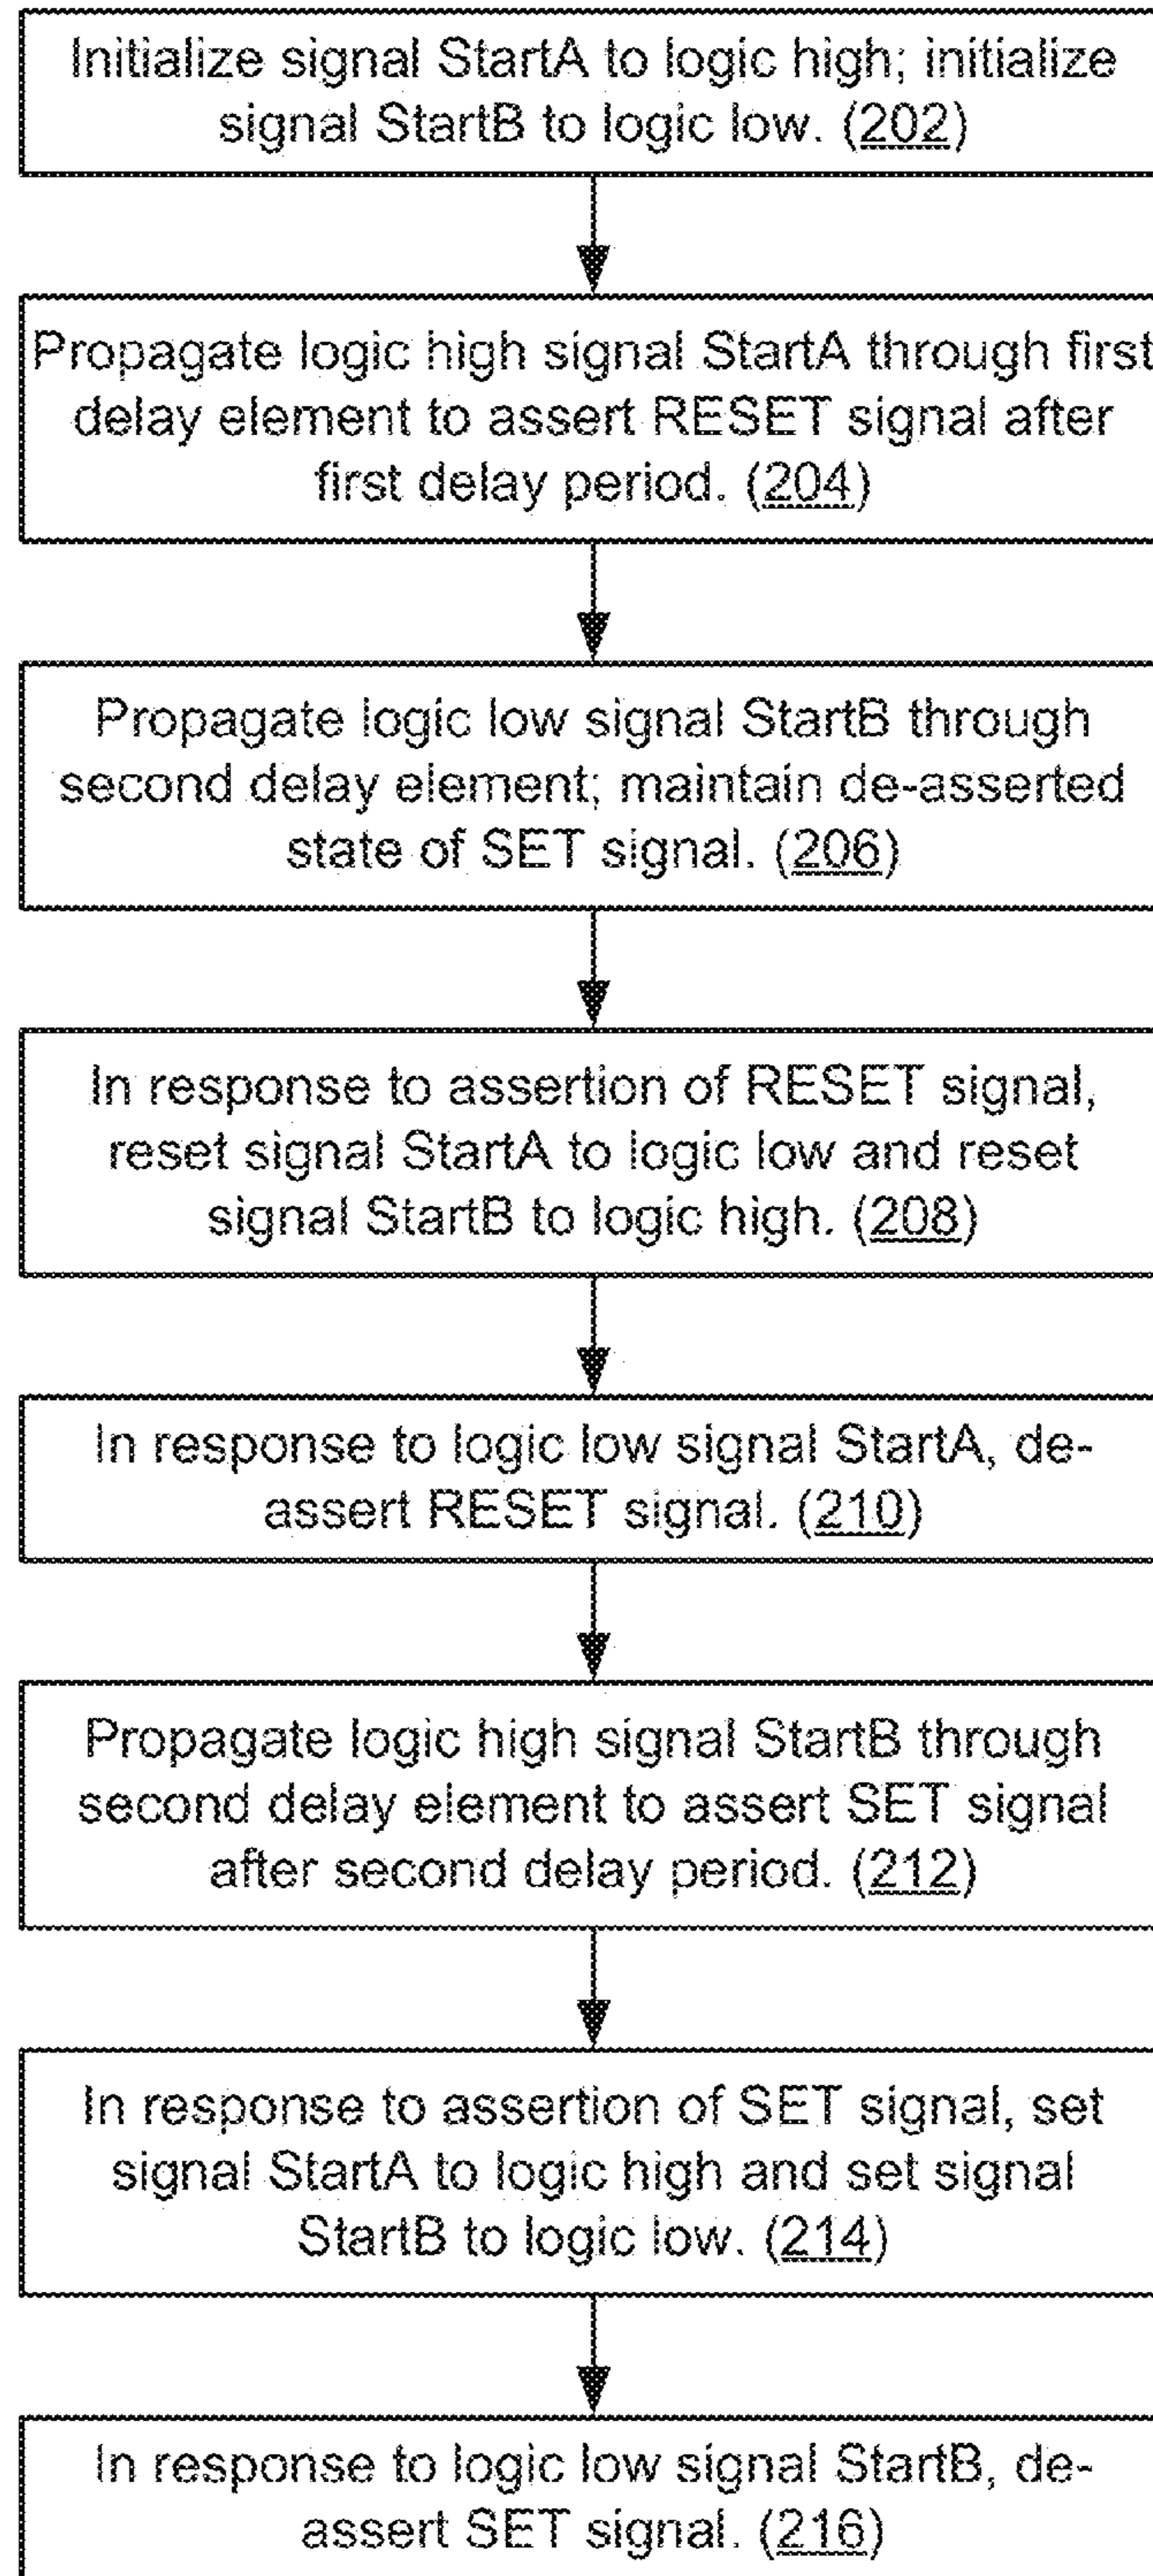 Initialize signal StartA to logic high; initialize
signal StartB to logic low. (202)
Propagate logic high signal StartA through first
delay element to assert RESET signal after
first delay period. (204)
Propagate logic low signal StartB through
second delay element; maintain de-asserted
state of SET signal. (206)
In response to assertion of RESET signal,
reset signal StartA to logic low and reset
signal StartB to logic high. (208)
In response to logic low signal StartA, de-
assert RESET signal. (210)
Propagate logic high signal StartB through
second delay element to assert SET signal
after second delay period. (212)
In response to assertion of SET signal, set
signal StartA to logic high and set signal
StartB to logic low. (214)
In response to logic low signal StartB, de-
assert SET signal. (216)